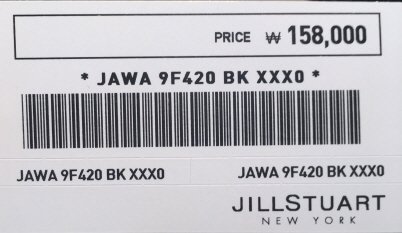 PRICE ₩ 158,000
* JAWA 9F420 BK XXX0 *
JAWA 9F420 BK XXX0 JAWA 9F420 BK XXX0
JILLSTUART
NEW YORK